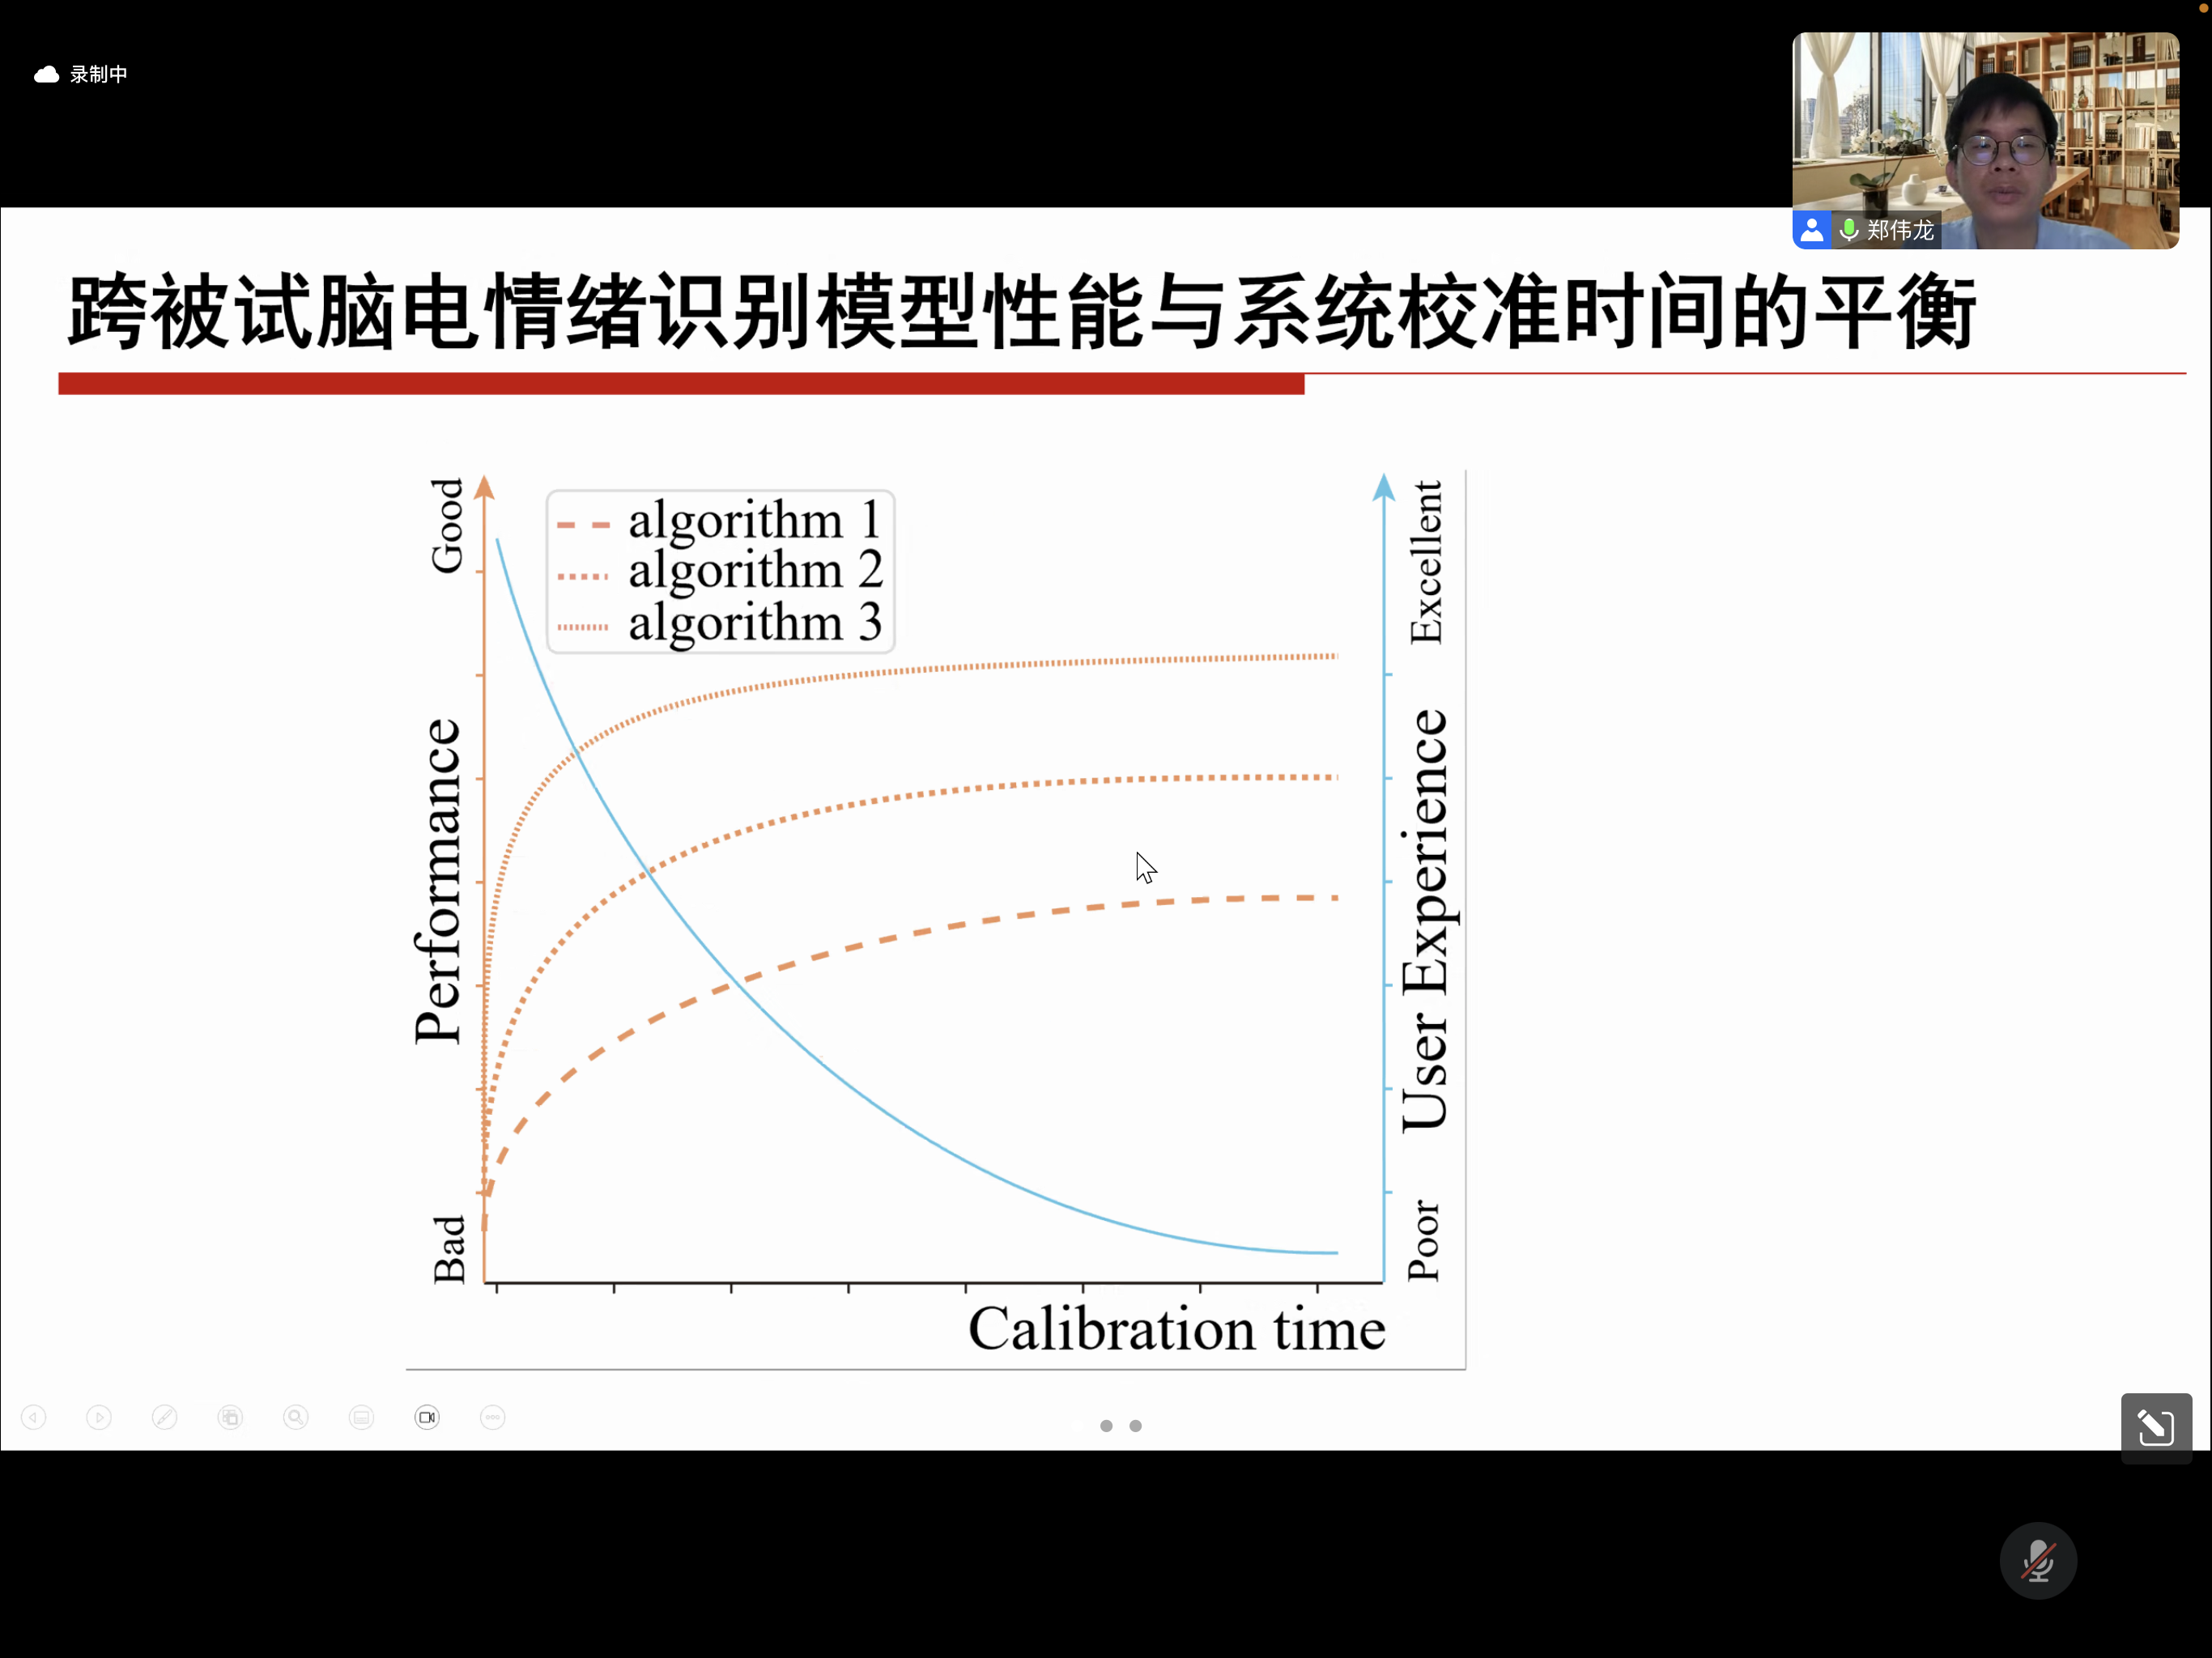 录制中
郑伟龙
跨被试脑电情绪识别模型性能与系统校准时间的平衡
Good
Performance
Bad
algorithm 1
algorithm 2
algorithm 3
Excellent
User Experience
Poor
Calibration time